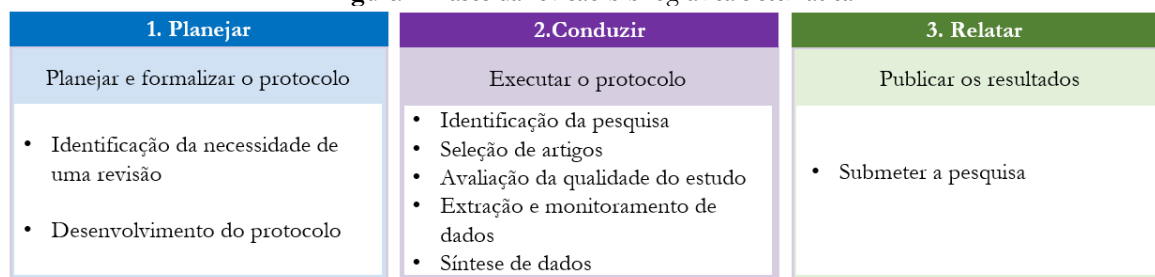 1. Planejar
Planejar e formalizar o protocolo
• Identificação da necessidade de
uma revisão
• Desenvolvimento do protocolo
2.Conduzir
Executar o protocolo
• Identificação da pesquisa
• Seleção de artigos
• Avaliação da qualidade do estudo
• Extração e monitoramento de
dados
• Síntese de dados
3. Relatar
Publicar os resultados
• Submeter a pesquisa